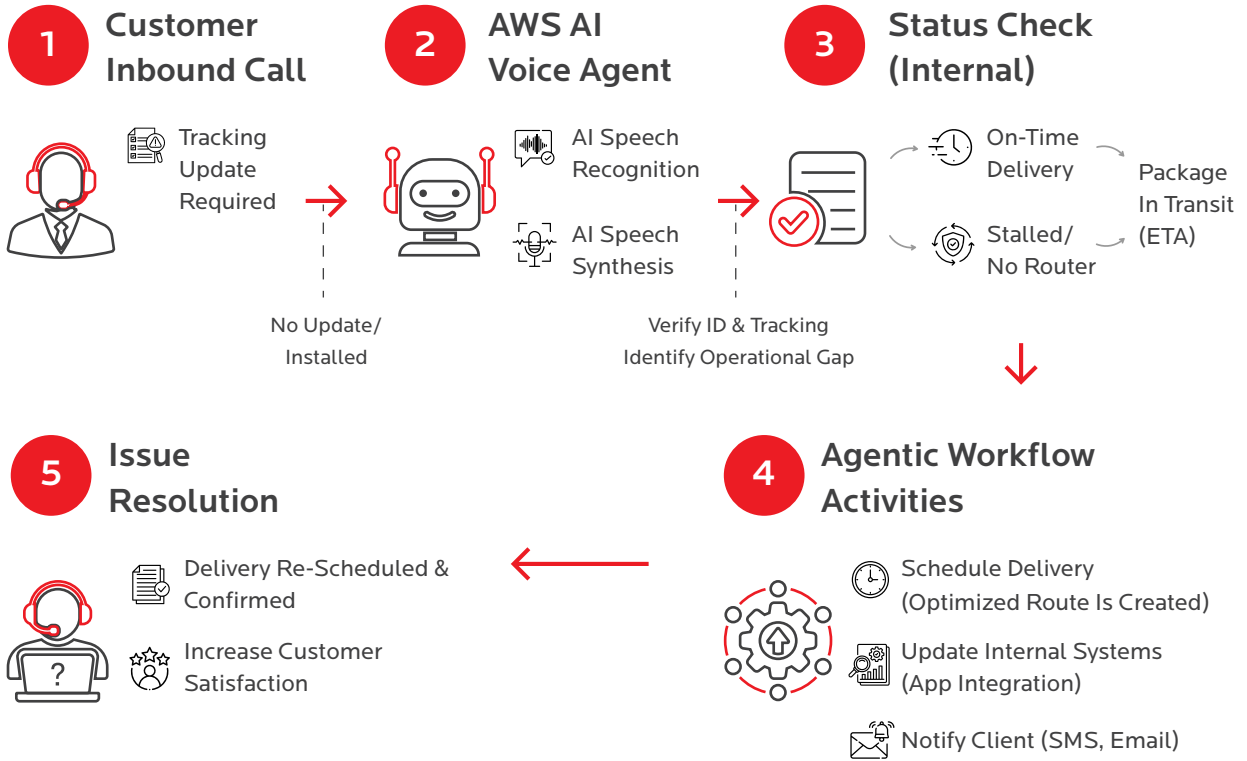 1
Customer
Inbound Call
Tracking
Update
Required
No Update/
Installed
2
AWS AI
Voice Agent
AI Speech
Recognition
AI Speech
Synthesis
Verify ID & Tracking
Identify Operational Gap
3
Status Check
(Internal)
On-Time
Delivery
Stalled/
No Router
Package
In Transit
(ETA)
4
Agentic Workflow
Activities
Schedule Delivery
(Optimized Route Is Created)
Update Internal Systems
(App Integration)
Notify Client (SMS, Email)
5
Issue
Resolution
Delivery Re-Scheduled &
Confirmed
Increase Customer
Satisfaction
?